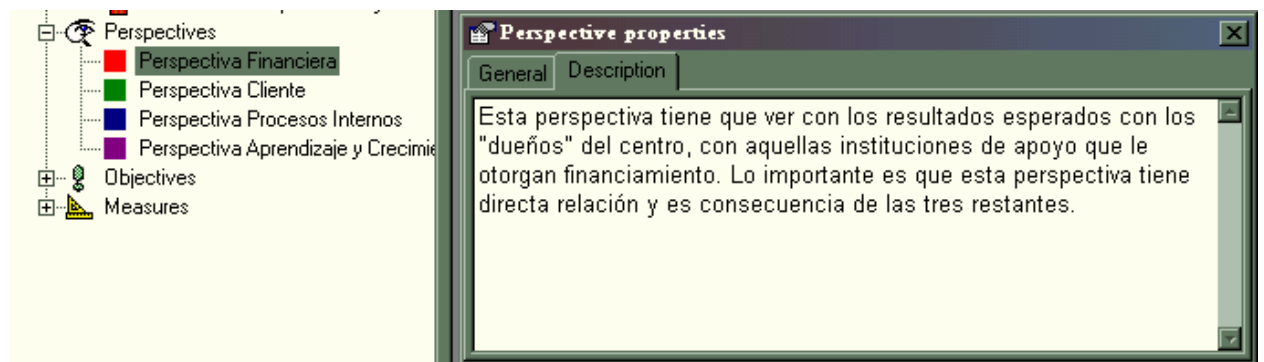 Perspectives
Perspectiva Financiera
Perspectiva Cliente
Perspectiva Procesos Internos
Perspectiva Aprendizaje y Crecimie
Objectives
Measures
Perspective properties
General Description
Esta perspectiva tiene que ver con los resultados esperados con los
"dueños" del centro, con aquellas instituciones de apoyo que le
otorgan financiamiento. Lo importante es que esta perspectiva tiene
directa relación y es consecuencia de las tres restantes.